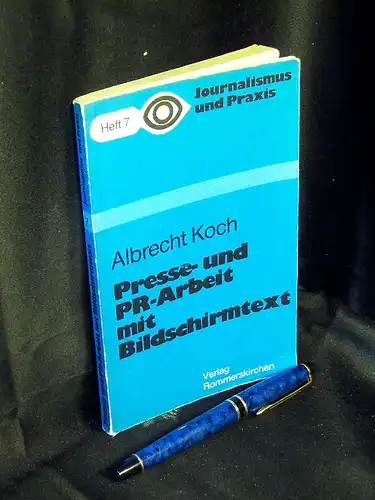 Heft 7
Journalismus
und Praxis
Albrecht Koch
Presse- und
PR-Arbeit
mit
Bildschirmtext
Verlag
Rommerskirchen